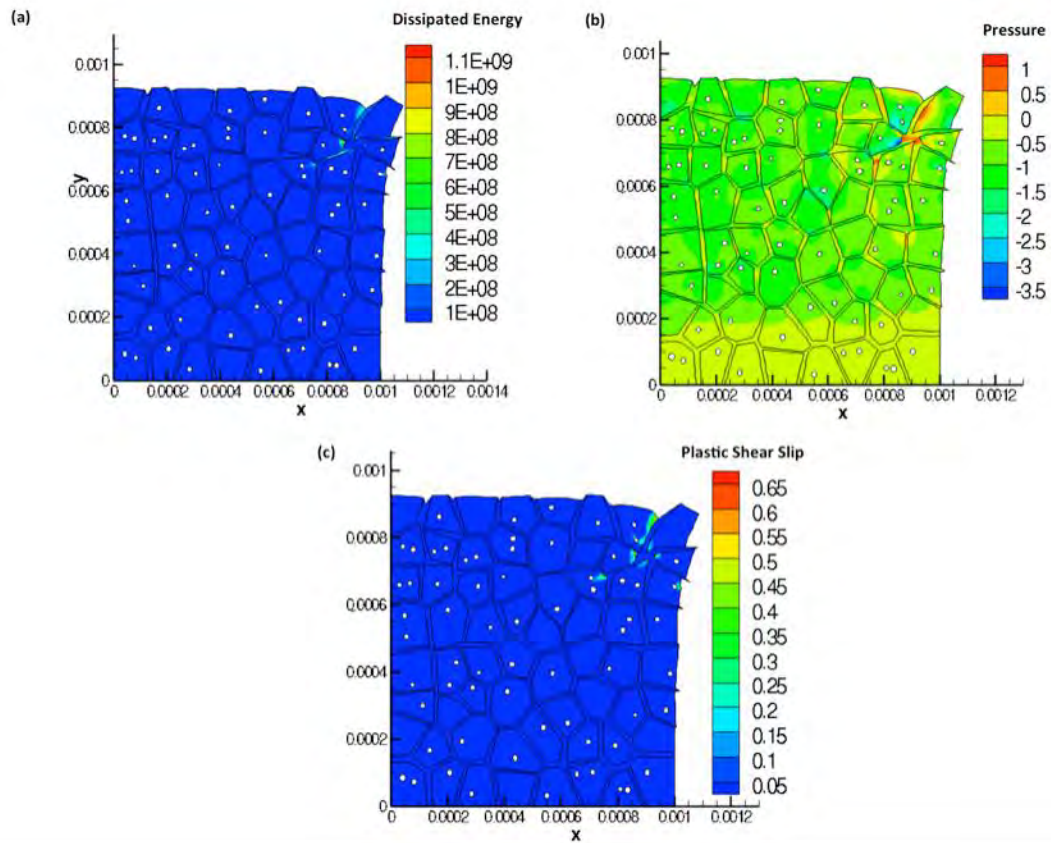 (a)
Dissipated Energy
1.1E+09
1E+09
9E+08
8E+08
7E+08
6E+08
5E+08
4E+08
3E+08
2E+08
1E+08
0.001
0.0008
0.0006
0.0004
0.0002
0
y
0 0.0002 0.0004 0.0006 0.0008 0.001 0.0012 0.0014
x
(b)
Pressure
1
0.5
0
-0.5
-1
-1.5
-2
-2.5
-3
-3.5
0.001
0.0008
0.0006
0.0004
0.0002
0
0 0.0002 0.0004 0.0006 0.0008 0.001 0.0012
x
(c)
Plastic Shear Slip
0.65
0.6
0.55
0.5
0.45
0.4
0.35
0.3
0.25
0.2
0.15
0.1
0.05
0.001
0.0008
0.0006
0.0004
0.0002
0
0 0.0002 0.0004 0.0006 0.0008 0.001 0.0012
x